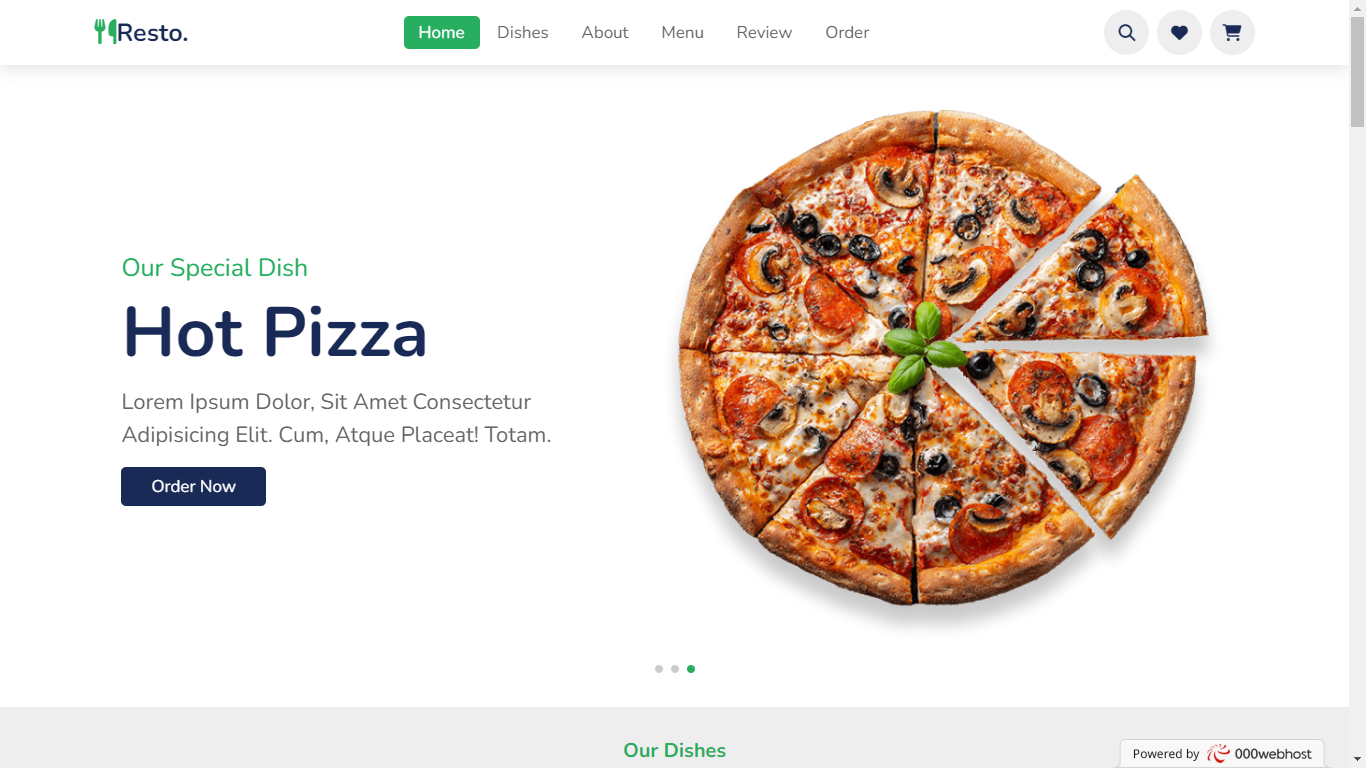 Resto.
Home Dishes About Menu Review Order
Our Special Dish
Hot Pizza
Lorem Ipsum Dolor, Sit Amet Consectetur
Adipisicing Elit. Cum, Atque Placeat! Totam.
Order Now
Our Dishes
Powered by 000webhost